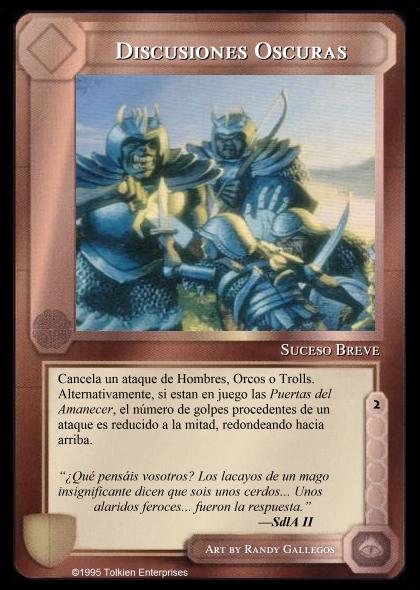 Discusiones Oscuras
Suceso Breve
Cancela un ataque de Hombres, Orcos o Trolls.
Alternativamente, si estan en juego las Puertas del
Amanecer, el número de golpes procedentes de un
ataque es reducido a la mitad, redondeando hacia
arriba.
2
“¿Qué pensáis vosotros? Los lacayos de un mago
insignificante dicen que sois unos cerdos... Unos
alaridos feroces... fueron la respuesta.”
—SdlA II
Art by Randy Gallegos
©1995 Tolkien Enterprises